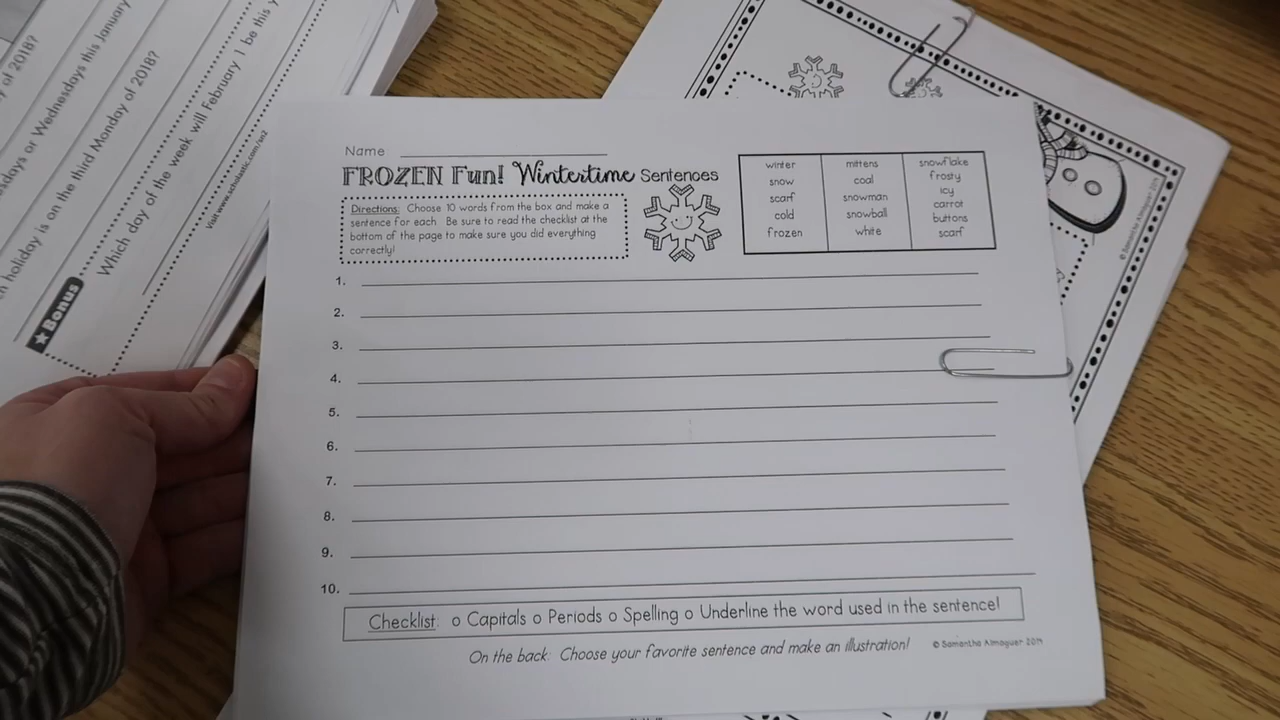 y of 2018?
sdays or Wednesdays this January
n holiday is on the third Monday of 2018?
★ Bonus
Which day of the week will February 1 be this y
visit www.scholastic.com/sn2
Name
FROZEN Fun! Wintertime Sentences
Directions: Choose 10 words from the box and make a
sentence for each. Be sure to read the checklist at the
bottom of the page to make sure you did everything
correctly!
winter mittens snowflake
snow coal frosty
scarf snowman icy
cold snowball carrot
frozen white buttons
scarf
1.
2.
3.
4.
5.
6.
7.
8.
9.
10.
Checklist: o Capitals o Periods o Spelling o Underline the word used in the sentence!
On the back: Choose your favorite sentence and make an illustration!
© Samantha Almaguer 2014
© Samantha Almaguer 2014